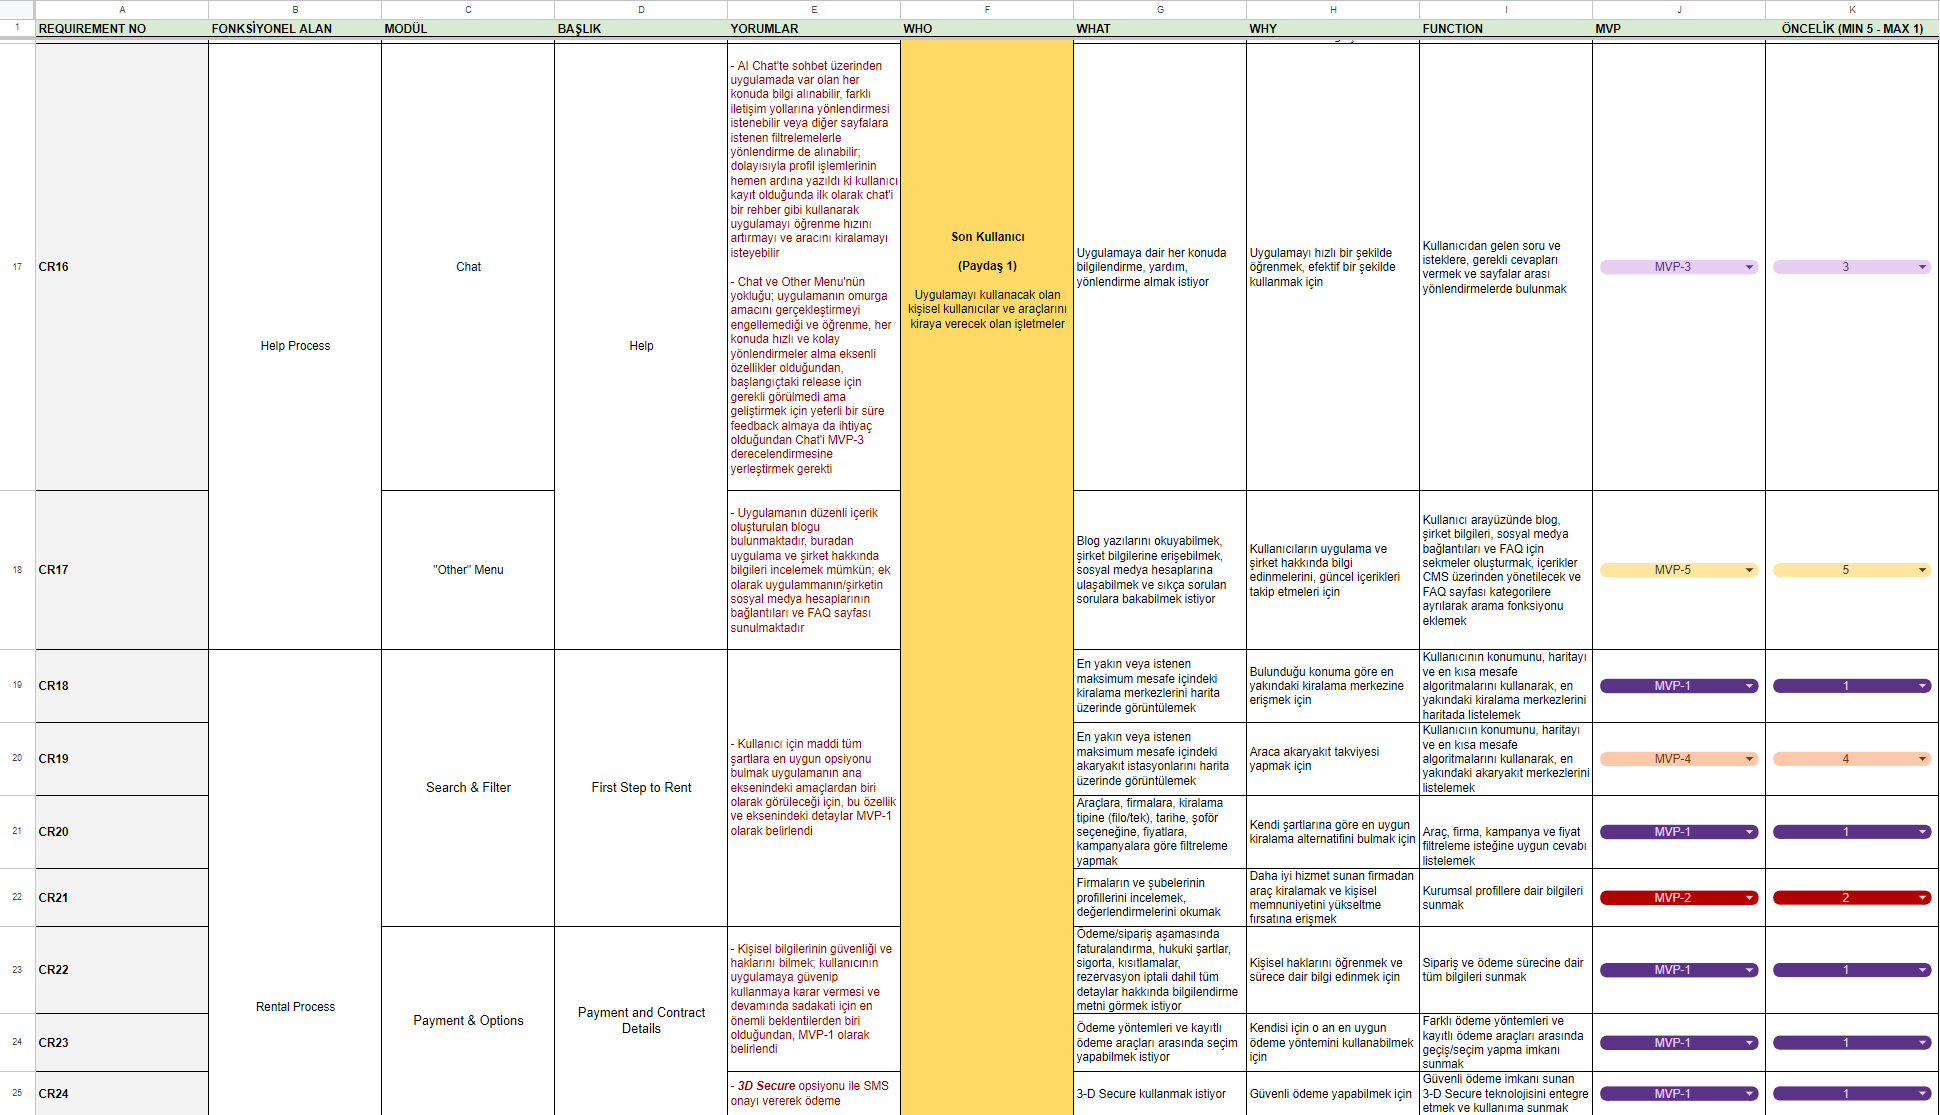 A B C D E F G H I J K
1 REQUIREMENT NO FONKSİYONEL ALAN MODÜL BAŞLIK YORUMLAR WHO WHAT WHY FUNCTION MVP ÖNCELİK (MIN 5 - MAX 1)
17
CR16
Help Process
Chat
Help
- AI Chat'te sohbet üzerinden
uygulamada var olan her
konuda bilgi alınabilir, farklı
iletişim yollarına yönlendirmesi
istenebilir veya diğer sayfalara
istenen filtrelemelerle
yönlendirme de alınabilir;
dolayısıyla profil işlemlerinin
hemen ardına yazıldı ki kullanıcı
kayıt olduğunda ilk olarak chat'i
bir rehber gibi kullanarak
uygulamayı öğrenme hızını
artırmayı ve aracını kiralamayı
isteyebilir
- Chat ve Other Menu'nün
yokluğu; uygulamanın omurga
amacını gerçekleştirmeyi
engellemediği ve öğrenme, her
konuda hızlı ve kolay
yönlendirmeler alma eksenli
özellikler olduğundan,
başlangıçtaki release için
gerekli görülmedi ama
geliştirmek için yeterli bir süre
feedback almaya da ihtiyaç
olduğundan Chat'i MVP-3
derecelendirmesine
yerleştirmek gerekti
Son Kullanıcı
(Paydaş 1)
Uygulamayı kullanacak olan
kişisel kullanıcılar ve araçlarını
kiraya verecek olan işletmeler
Uygulamaya dair her konuda
bilgilendirme, yardım,
yönlendirme almak istiyor
Uygulamayı hızlı bir şekilde
öğrenmek, efektif bir şekilde
kullanmak için
Kullanıcıdan gelen soru ve
isteklere, gerekli cevapları
vermek ve sayfalar arası
yönlendirmelerde bulunmak
MVP-3
3
18
CR17
"Other" Menu
- Uygulamanın düzenli içerik
oluşturulan blogu
bulunmaktadır, buradan
uygulama ve şirket hakkında
bilgileri incelemek mümkün; ek
olarak uygulammanın/şirketin
sosyal medya hesaplarının
bağlantıları ve FAQ sayfası
sunulmaktadır
Blog yazılarını okuyabilmek,
şirket bilgilerine erişebilmek,
sosyal medya hesaplarına
ulaşabilmek ve sıkça sorulan
sorulara bakabilmek istiyor
Kullanıcıların uygulama ve
şirket hakkında bilgi
edinmelerini, güncel içerikleri
takip etmeleri için
Kullanıcı arayüzünde blog,
şirket bilgileri, sosyal medya
bağlantıları ve FAQ için
sekmeler oluşturmak, içerikler
CMS üzerinden yönetilecek ve
FAQ sayfası kategorilere
ayrılarak arama fonksiyonu
eklemek
MVP-5
5
19
CR18
Rental Process
Search & Filter
First Step to Rent
- Kullanıcı için maddi tüm
şartlara en uygun opsiyonu
bulmak uygulamanın ana
eksenindeki amaçlardan biri
olarak görüleceği için, bu özellik
ve eksenindeki detaylar MVP-1
olarak belirlendi
En yakın veya istenen
maksimum mesafe içindeki
kiralama merkezlerini harita
üzerinde görüntülemek
Bulunduğu konuma göre en
yakındaki kiralama merkezine
erişmek için
Kullanıcının konumunu, haritayı
ve en kısa mesafe
algoritmalarını kullanarak, en
yakındaki kiralama merkezlerini
haritada listelemek
MVP-1
1
20
CR19
En yakın veya istenen
maksimum mesafe içindeki
akaryakıt istasyonlarını harita
üzerinde görüntülemek
Araca akaryakıt takviyesi
yapmak için
Kullanıcıın konumunu, haritayı
ve en kısa mesafe
algoritmalarını kullanarak, en
yakındaki akaryakıt merkezlerini
listelemek
MVP-4
4
21
CR20
Araçlara, firmalara, kiralama
tipine (filo/tek), tarihe, şoför
seçeneğine, fiyatlara,
kampanyalara göre filtreleme
yapmak
Kendi şartlarına göre en uygun
kiralama alternatifini bulmak için
Araç, firma, kampanya ve fiyat
filtreleme isteğine uygun cevabı
listelemek
MVP-1
1
22
CR21
Firmaların ve şubelerinin
profillerini incelemek,
değerlendirmelerini okumak
Daha iyi hizmet sunan firmadan
araç kiralamak ve kişisel
memnuniyetini yükseltme
fırsatına erişmek
Kurumsal profillere dair bilgileri
sunmak
MVP-2
2
23
CR22
Payment & Options
Payment and Contract
Details
- Kişisel bilgilerinin güvenliği ve
haklarını bilmek; kullanıcının
uygulamaya güvenip
kullanmaya karar vermesi ve
devamında sadakati için en
önemli beklentilerden biri
olduğundan, MVP-1 olarak
belirlendi
Ödeme/sipariş aşamasında
faturalandırma, hukuki şartlar,
sigorta, kısıtlamalar,
rezervasyon iptali dahil tüm
detaylar hakkında bilgilendirme
metni görmek istiyor
Kişisel haklarını öğrenmek ve
sürece dair bilgi edinmek için
Sipariş ve ödeme sürecine dair
tüm bilgileri sunmak
MVP-1
1
24
CR23
Ödeme yöntemleri ve kayıtlı
ödeme araçları arasında seçim
yapabilmek istiyor
Kendisi için o an en uygun
ödeme yöntemini kullanabilmek
için
Farklı ödeme yöntemleri ve
kayıtlı ödeme araçları arasında
geçiş/seçim yapma imkanı
sunmak
MVP-1
1
25
CR24
- 3D Secure opsiyonu ile SMS
onayı vererek ödeme
3-D Secure kullanmak istiyor
Güvenli ödeme yapabilmek için
Güvenli ödeme imkanı sunan
3-D Secure teknolojisini entegre
etmek ve kullanıma sunmak
MVP-1
1